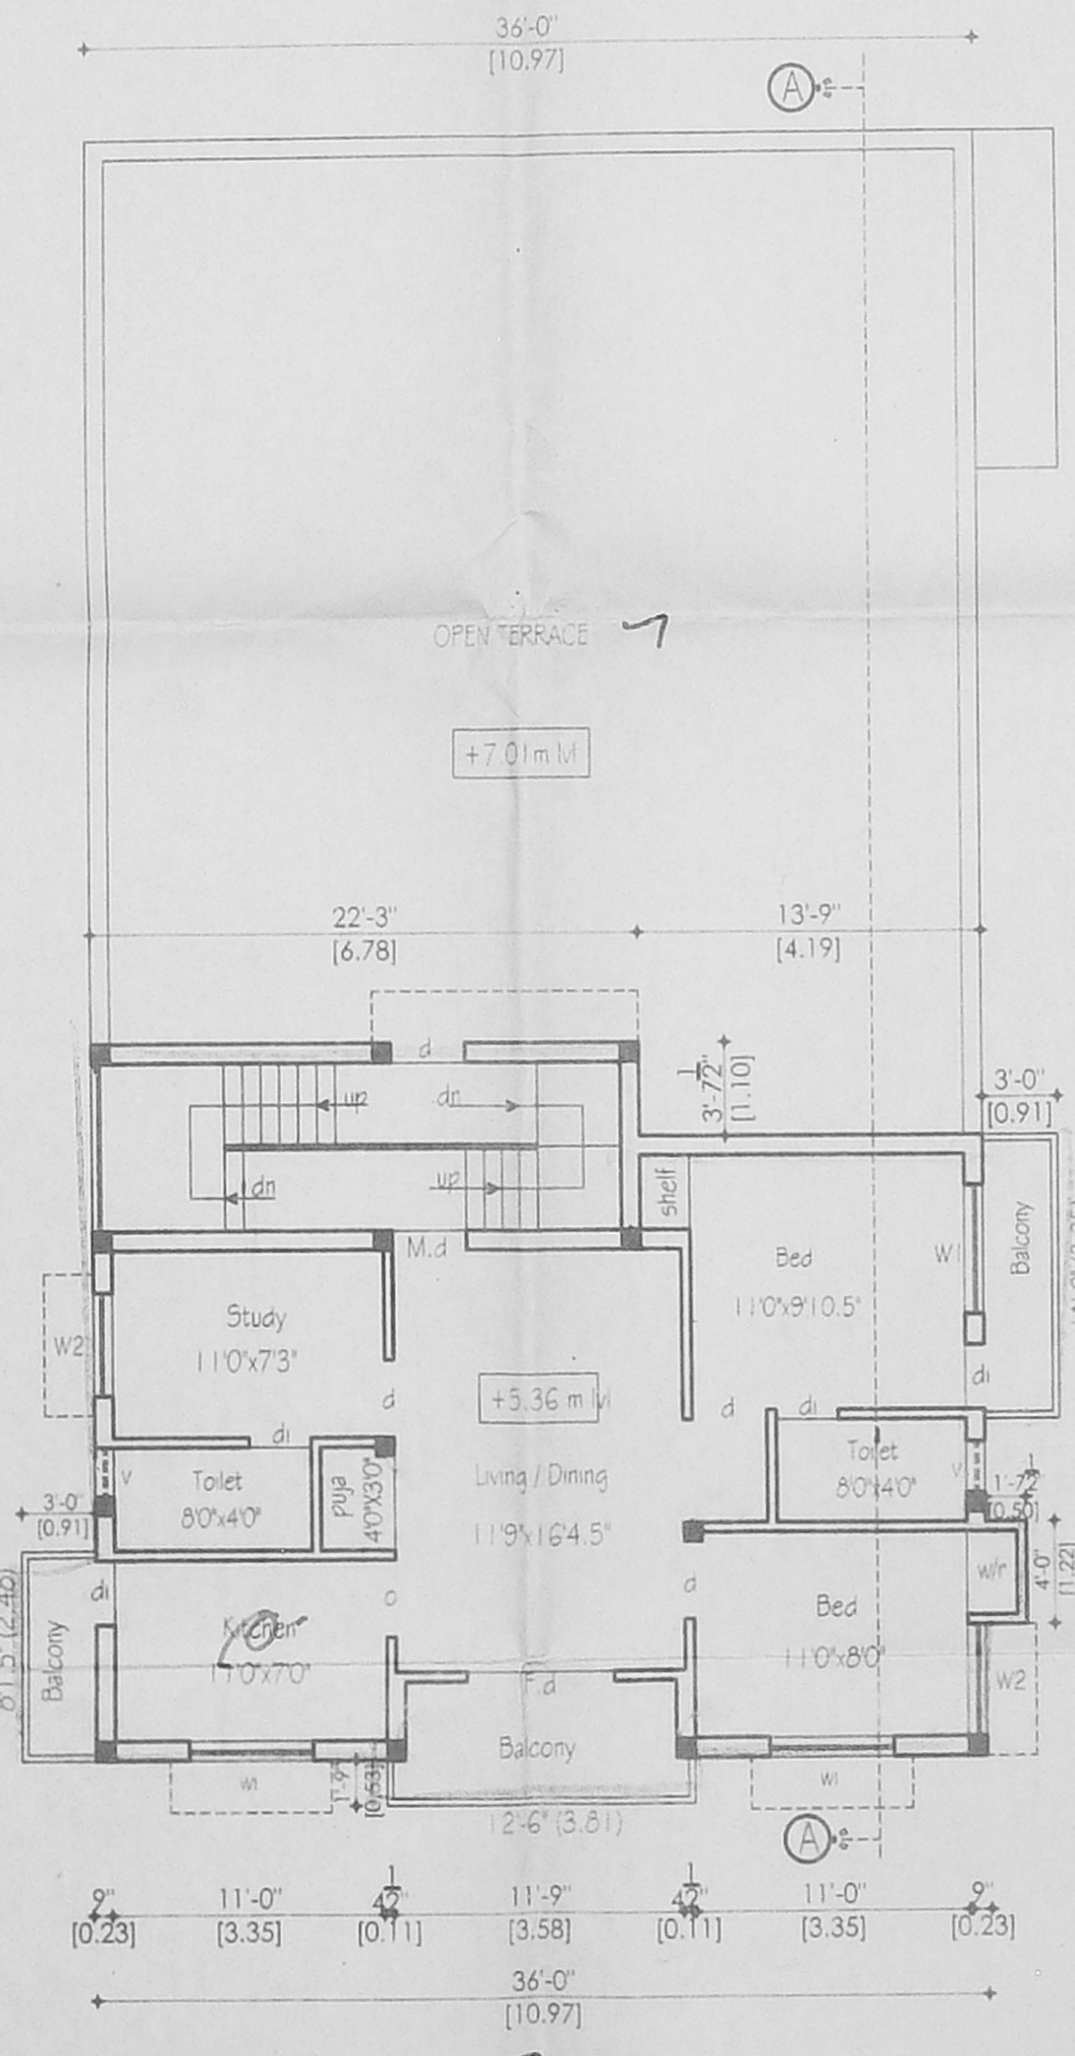 36'-0"
[10.97]
A
OPEN TERRACE
+7.01m lvl
22'-3"
[6.78]
13'-9"
[4.19]
d
up
dn
dn
up
3'-7½"
[1.10]
3'-0"
[0.91]
shelf
M.d
Bed
11'0"x9'10.5"
W1
Balcony
Study
11'0"x7'3"
W2
d
+5.36 m lvl
d
d1
d1
d1
Toilet
8'0"x4'0"
V
puja
4'0"X3'0"
Living / Dining
11'9"x16'4.5"
Toilet
8'0"x4'0"
V
1'-7½"
[0.50]
3'-0"
[0.91]
d1
Kitchen
11'0"x7'0"
o
d
Bed
11'0"x8'0"
w/r
4'-0"
[1.22]
Balcony
8'1.5" (2.48)
F.d
W2
Balcony
W1
1'-9"
[0.53]
W1
12'-6" (3.81)
A
9"
[0.23]
11'-0"
[3.35]
4½"
[0.11]
11'-9"
[3.58]
4½"
[0.11]
11'-0"
[3.35]
9"
[0.23]
36'-0"
[10.97]